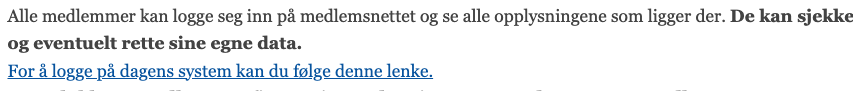 Alle medlemmer kan logge seg inn på medlemsnettet og se alle opplysningene som ligger der. De kan sjekke
og eventuelt rette sine egne data.
For å logge på dagens system kan du følge denne lenke.